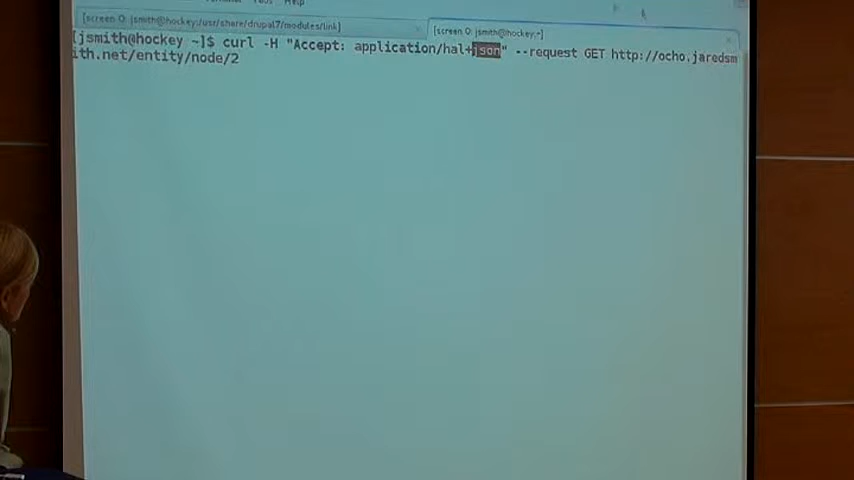 Help
[screen 0: jsmith@hockey:/usr/share/drupal7/modules/link]
[screen 0: jsmith@hockey:~]
[jsmith@hockey ~]$ curl -H "Accept: application/hal+json" --request GET http://ocho.jaredsm
ith.net/entity/node/2